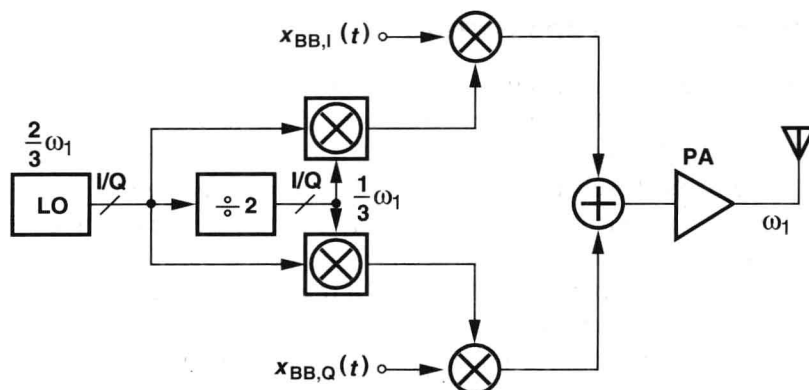 x_BB,I (t)
2/3 ω₁
I/Q
I/Q
LO
÷ 2
1/3 ω₁
PA
ω₁
x_BB,Q (t)